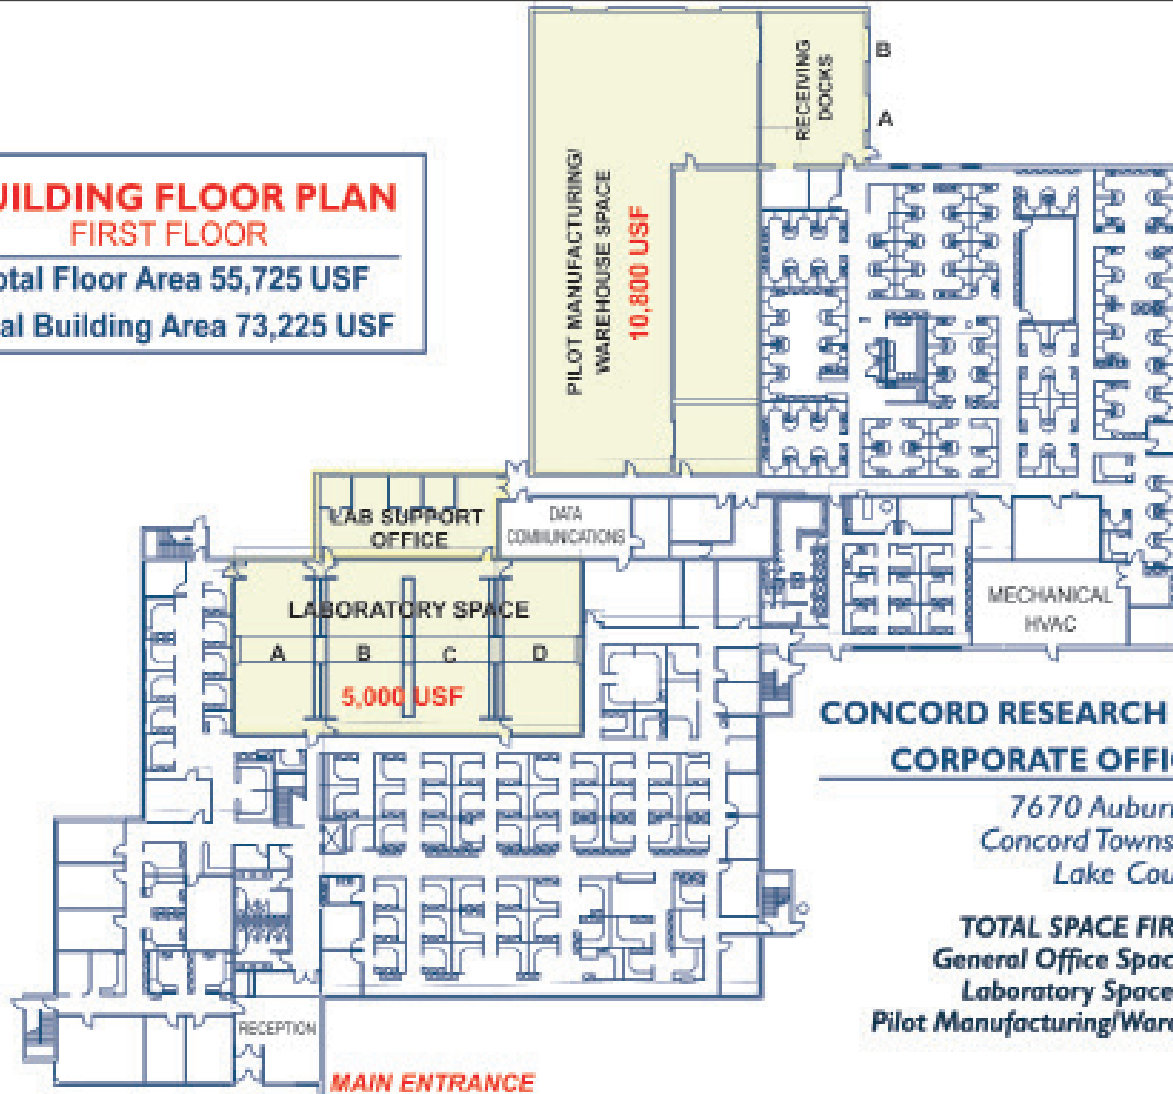 UILDING FLOOR PLAN
FIRST FLOOR
otal Floor Area 55,725 USF
al Building Area 73,225 USF
PILOT MANUFACTURING/
WAREHOUSE SPACE
10,800 USF
RECEIVING
DOCKS
B
A
LAB SUPPORT
OFFICE
DATA
COMMUNICATIONS
LABORATORY SPACE
A B C D
5,000 USF
MECHANICAL
HVAC
RECEPTION
MAIN ENTRANCE
CONCORD RESEARCH
CORPORATE OFFI
7670 Auburn
Concord Towns
Lake Cou
TOTAL SPACE FIR
General Office Spac
Laboratory Space
Pilot Manufacturing/Ware